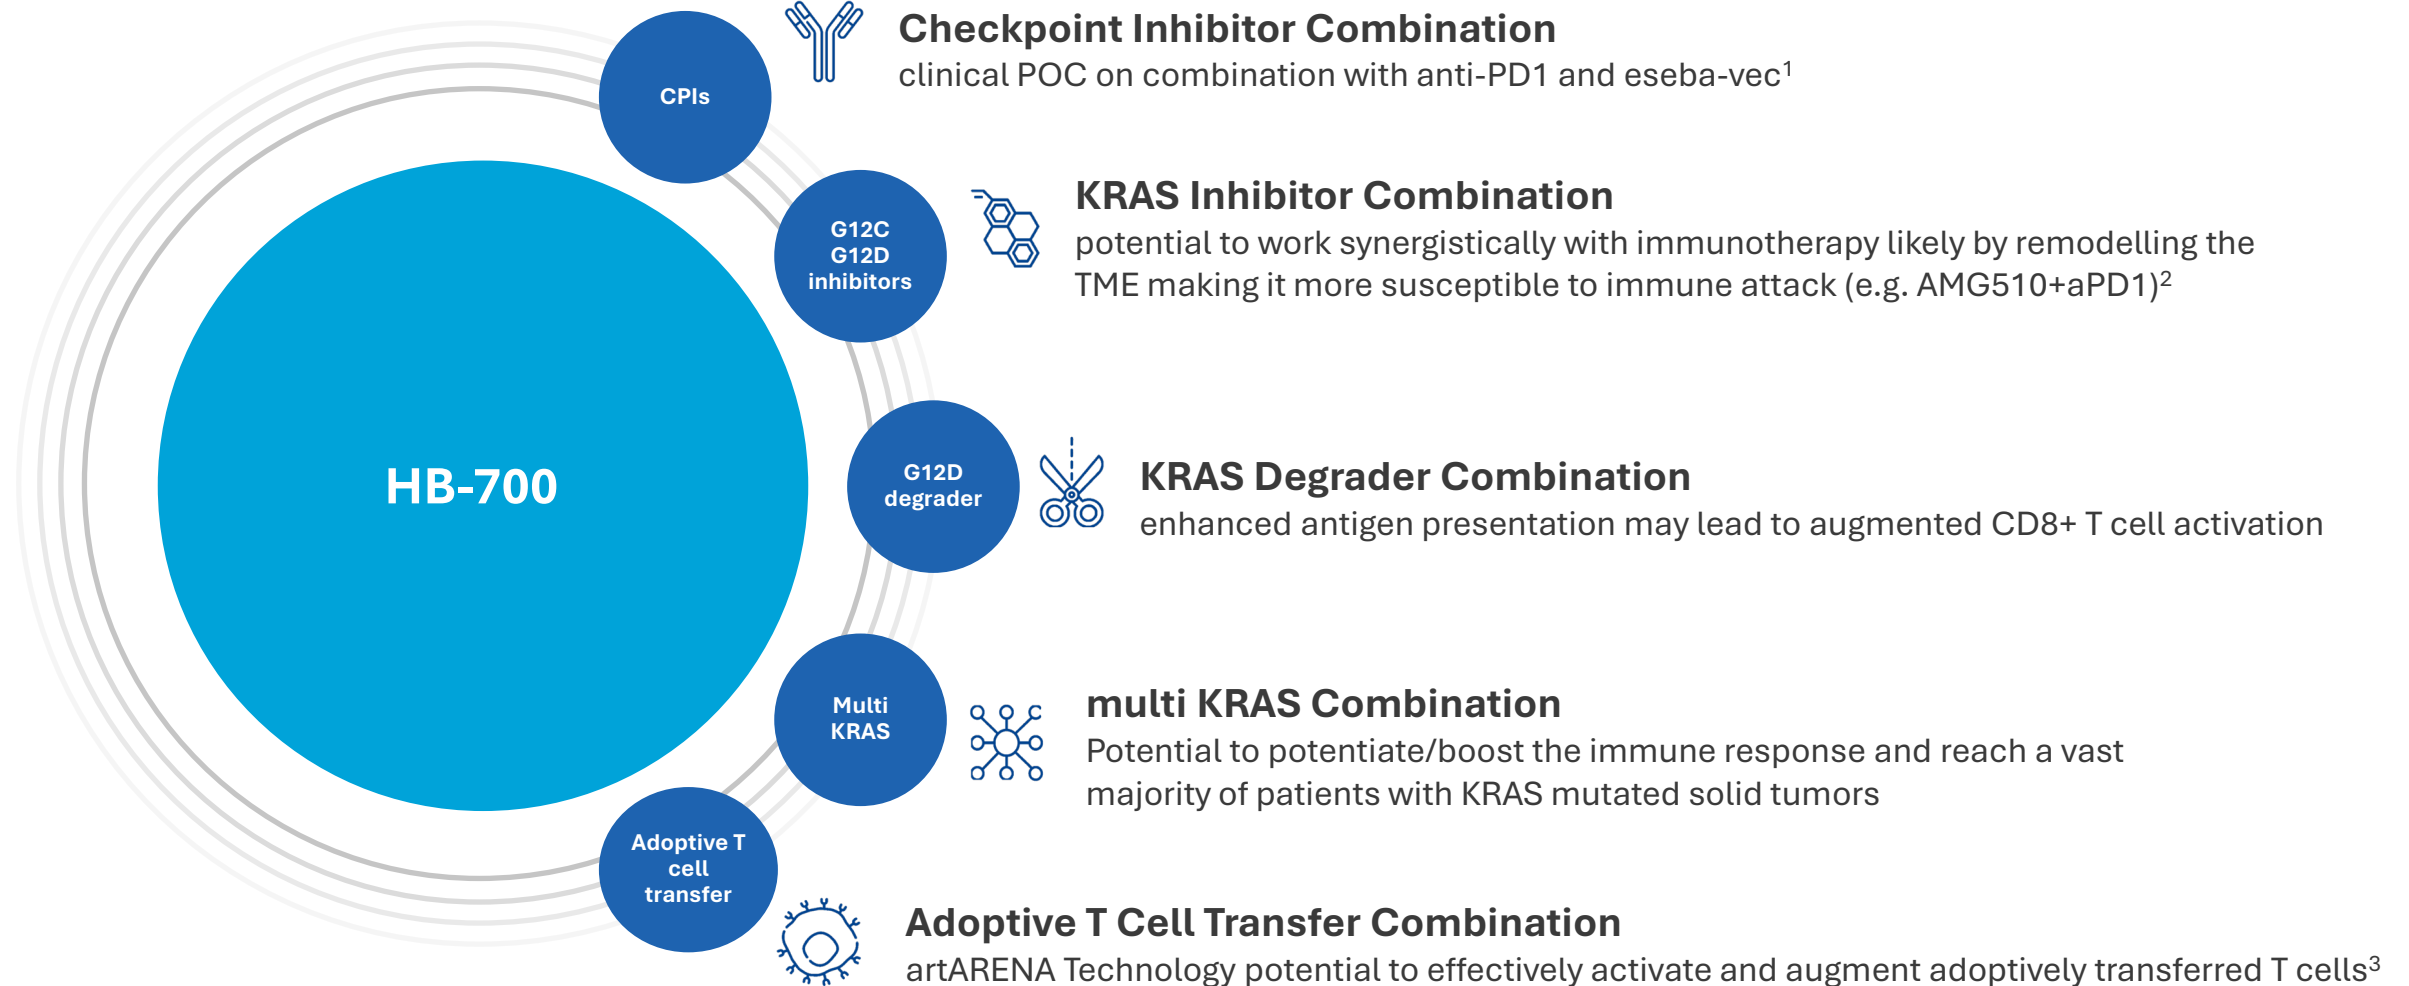 CPIs
Checkpoint Inhibitor Combination
clinical POC on combination with anti-PD1 and eseba-vec¹
G12C
G12D
inhibitors
KRAS Inhibitor Combination
potential to work synergistically with immunotherapy likely by remodelling the
TME making it more susceptible to immune attack (e.g. AMG510+aPD1)²
HB-700
G12D
degrader
KRAS Degrader Combination
enhanced antigen presentation may lead to augmented CD8+ T cell activation
Multi
KRAS
multi KRAS Combination
Potential to potentiate/boost the immune response and reach a vast
majority of patients with KRAS mutated solid tumors
Adoptive T
cell
transfer
Adoptive T Cell Transfer Combination
artARENA Technology potential to effectively activate and augment adoptively transferred T cells³